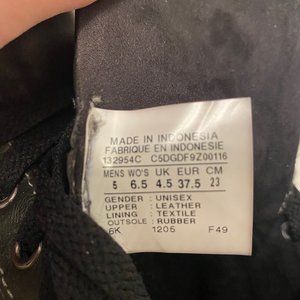 MADE IN INDONESIA
FABRIQUE EN INDONESIE
132954C C5DGDF9Z00116
MENS WO'S UK EUR CM
5 6.5 4.5 37.5 23
GENDER : UNISEX
UPPER : LEATHER
LINING : TEXTILE
OUTSOLE : RUBBER
6K 1205 F49